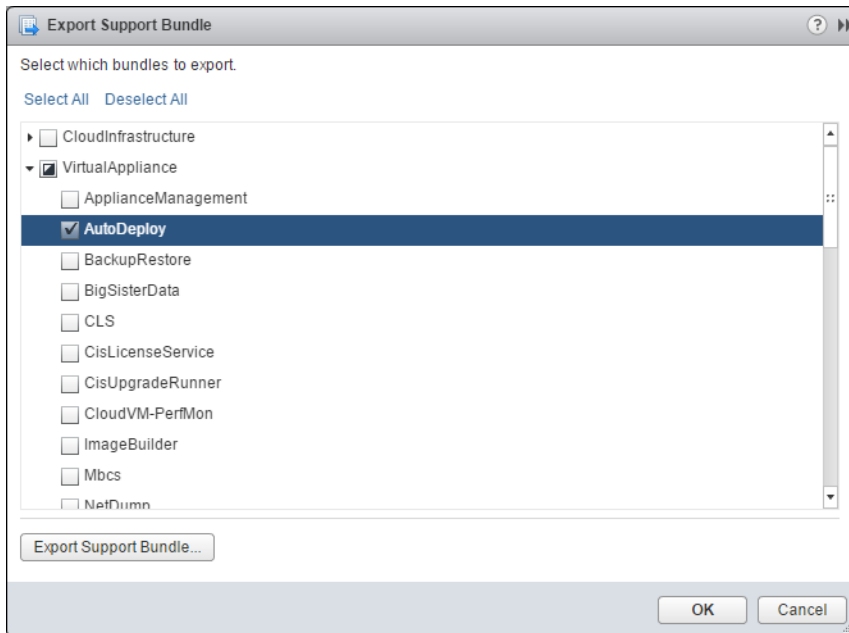 Export Support Bundle
?
Select which bundles to export.
Select All Deselect All
CloudInfrastructure
VirtualAppliance
ApplianceManagement
AutoDeploy
BackupRestore
BigSisterData
CLS
CisLicenseService
CisUpgradeRunner
CloudVM-PerfMon
ImageBuilder
Mbcs
NetDump
Export Support Bundle...
OK Cancel